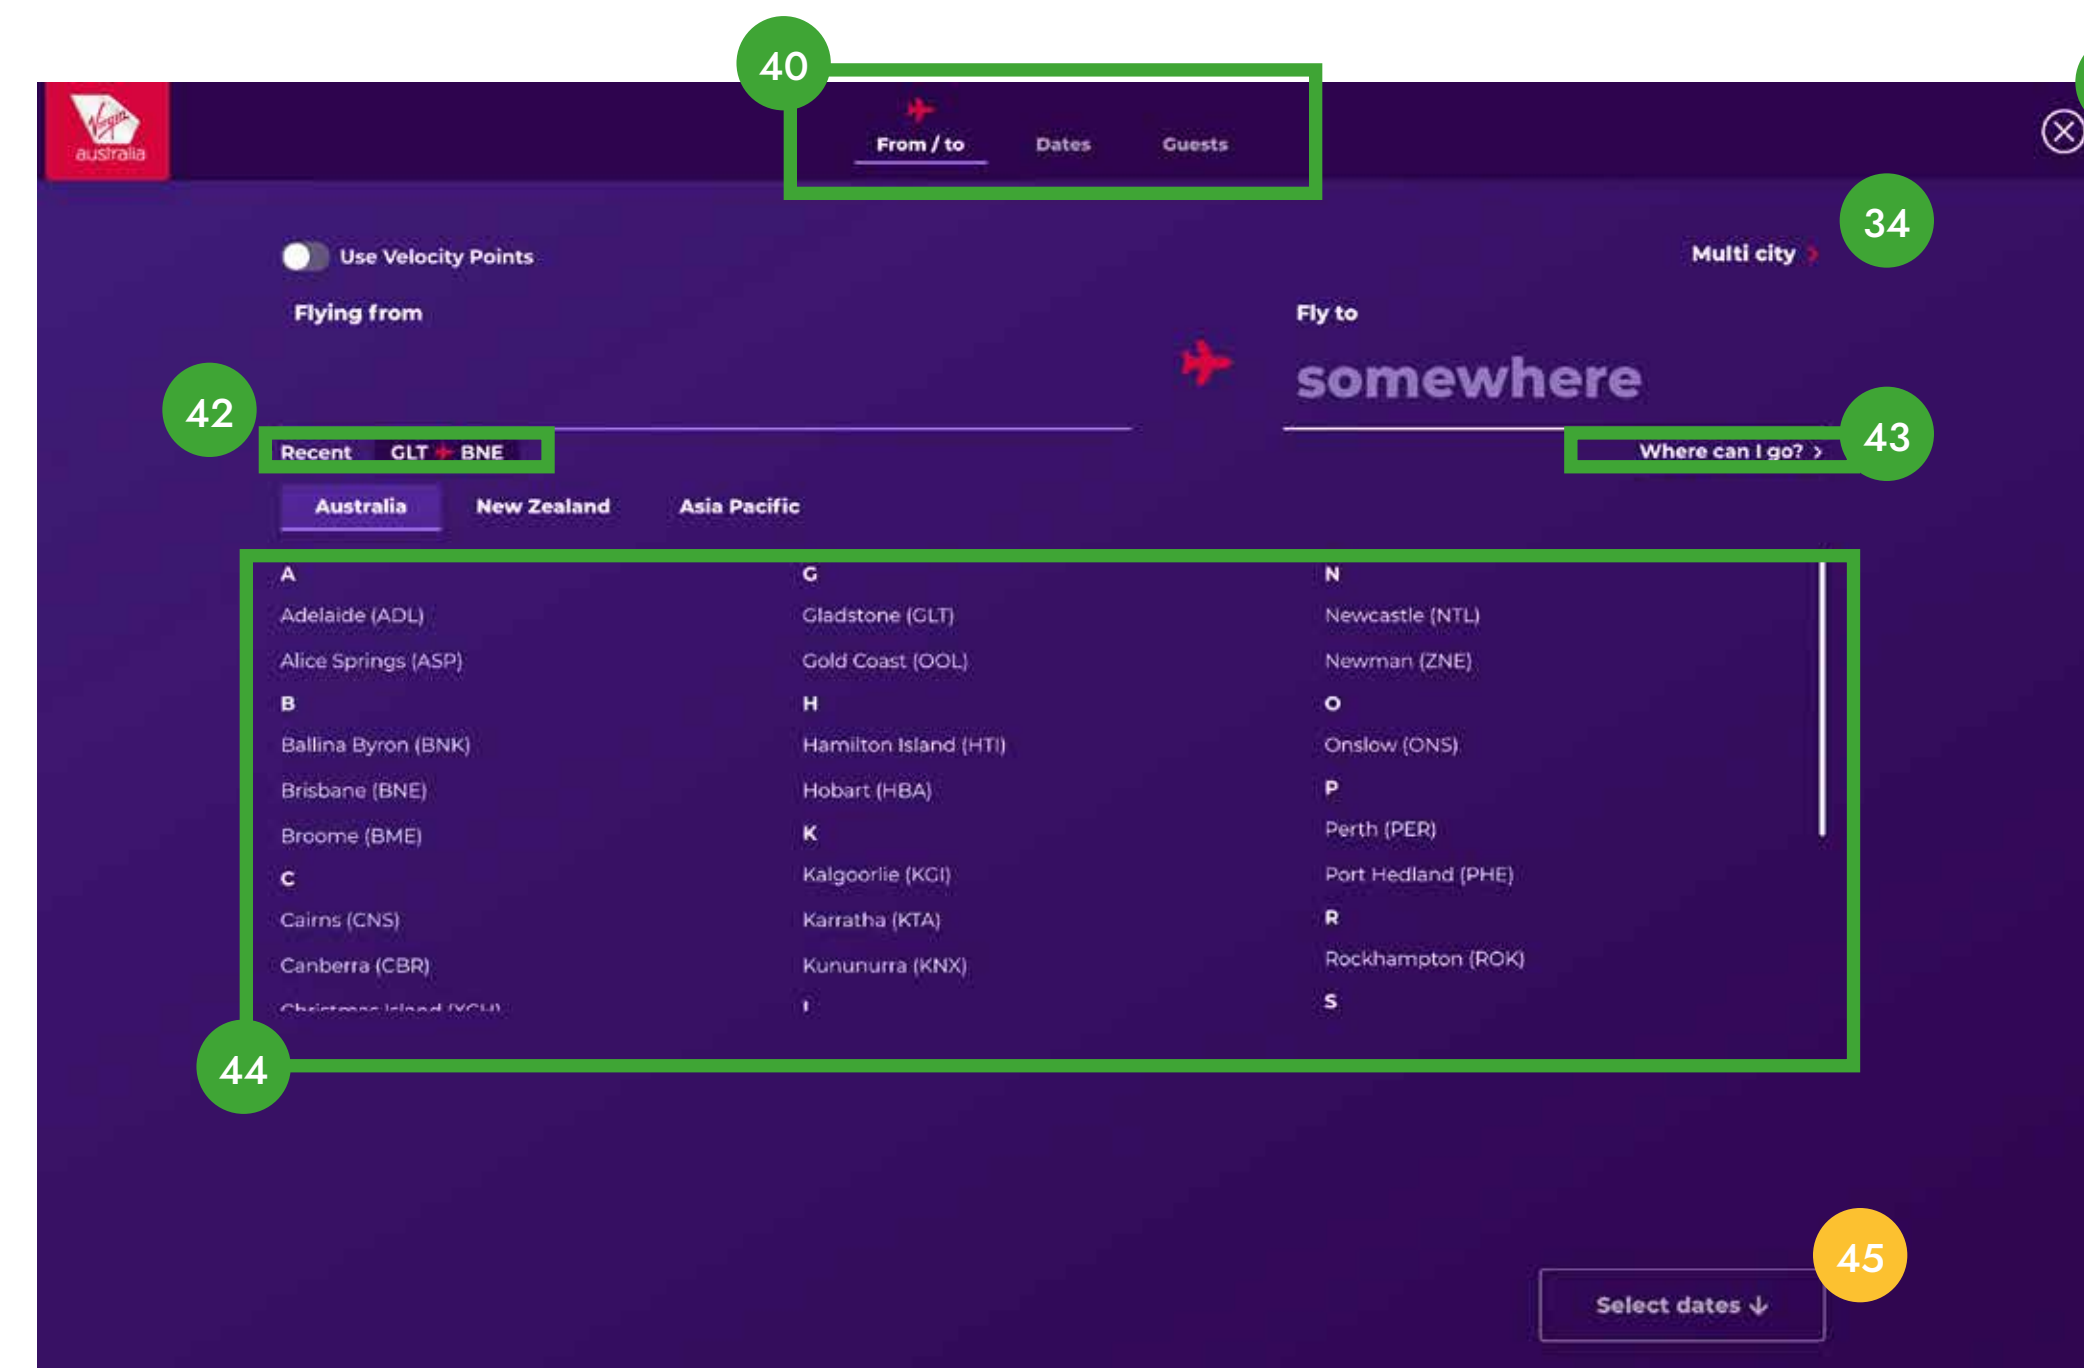 40
Virgin
australia
From / to Dates Guests
34
Use Velocity Points
Multi city
Flying from
Fly to
somewhere
42
43
Recent GLT BNE
Where can I go? >
Australia New Zealand Asia Pacific
A
Adelaide (ADL)
Alice Springs (ASP)
B
Ballina Byron (BNK)
Brisbane (BNE)
Broome (BME)
C
Cairns (CNS)
Canberra (CBR)
Christmas Island (XCH)
G
Gladstone (GLT)
Gold Coast (OOL)
H
Hamilton Island (HTI)
Hobart (HBA)
K
Kalgoorlie (KGI)
Karratha (KTA)
Kununurra (KNX)
N
Newcastle (NTL)
Newman (ZNE)
O
Onslow (ONS)
P
Perth (PER)
Port Hedland (PHE)
R
Rockhampton (ROK)
S
44
45
Select dates ↓